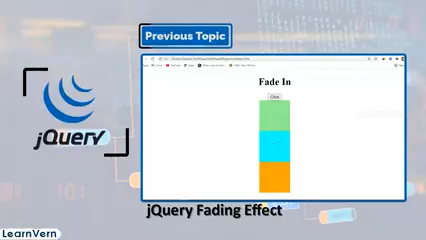 Previous Topic
Fade In
Click
jQuery
jQuery Fading Effect
LearnVern